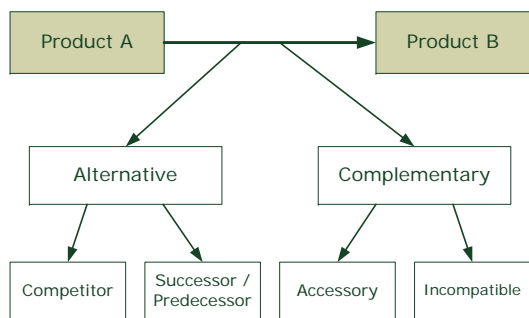 Product A
Product B
Alternative
Complementary
Competitor
Successor /
Predecessor
Accessory
Incompatible